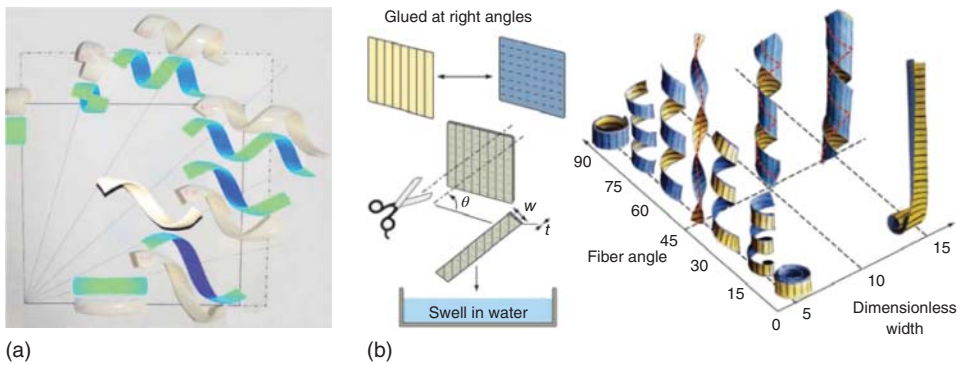 Glued at right angles
θ
w
t
Swell in water
90
75
60
45
30
15
0
Fiber angle
5
10
15
Dimensionless
width
(a)
(b)